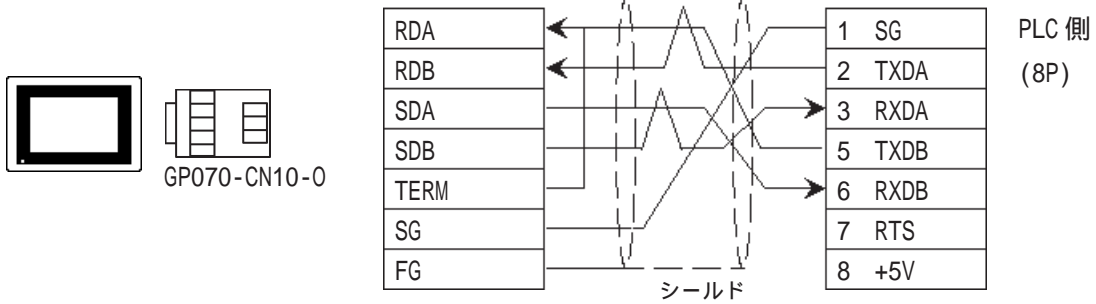 GP070-CN10-O
RDA
RDB
SDA
SDB
TERM
SG
FG
シールド
1 SG
2 TXDA
3 RXDA
5 TXDB
6 RXDB
7 RTS
8 +5V
PLC 側
(8P)